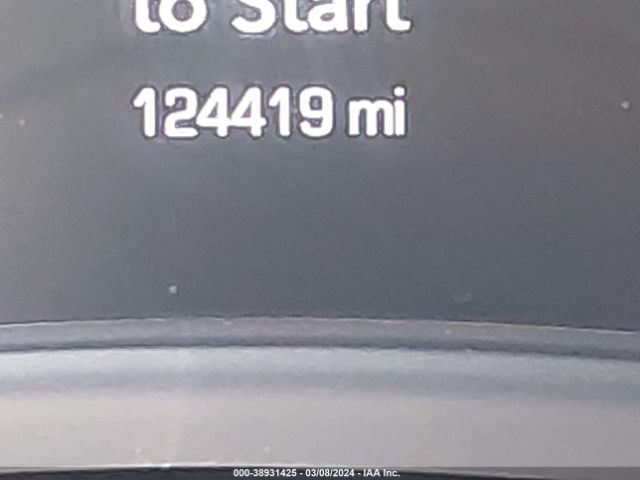 to Start
124419 mi
000-38931425 - 03/08/2024 - IAA Inc.